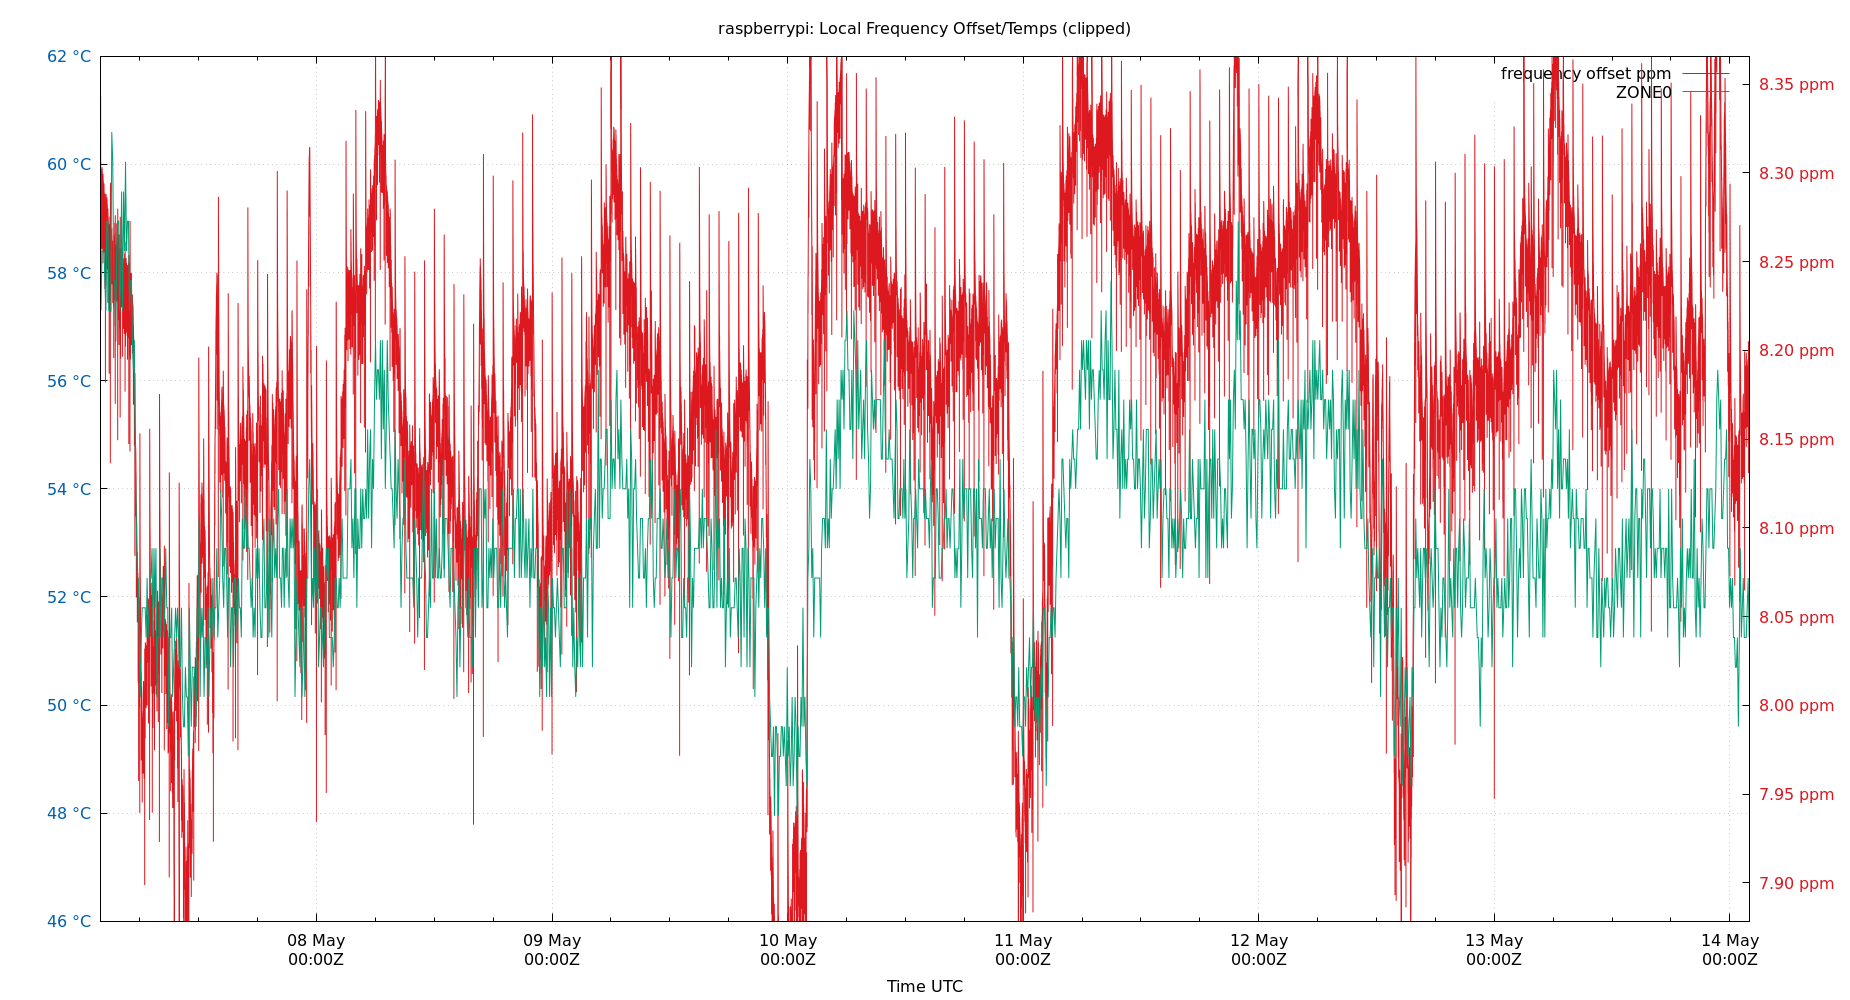 raspberrypi: Local Frequency Offset/Temps (clipped)
62 °C
60 °C
58 °C
56 °C
54 °C
52 °C
50 °C
48 °C
46 °C
frequency offset ppm
ZONE0
8.35 ppm
8.30 ppm
8.25 ppm
8.20 ppm
8.15 ppm
8.10 ppm
8.05 ppm
8.00 ppm
7.95 ppm
7.90 ppm
08 May
00:00Z
09 May
00:00Z
10 May
00:00Z
11 May
00:00Z
12 May
00:00Z
13 May
00:00Z
14 May
00:00Z
Time UTC